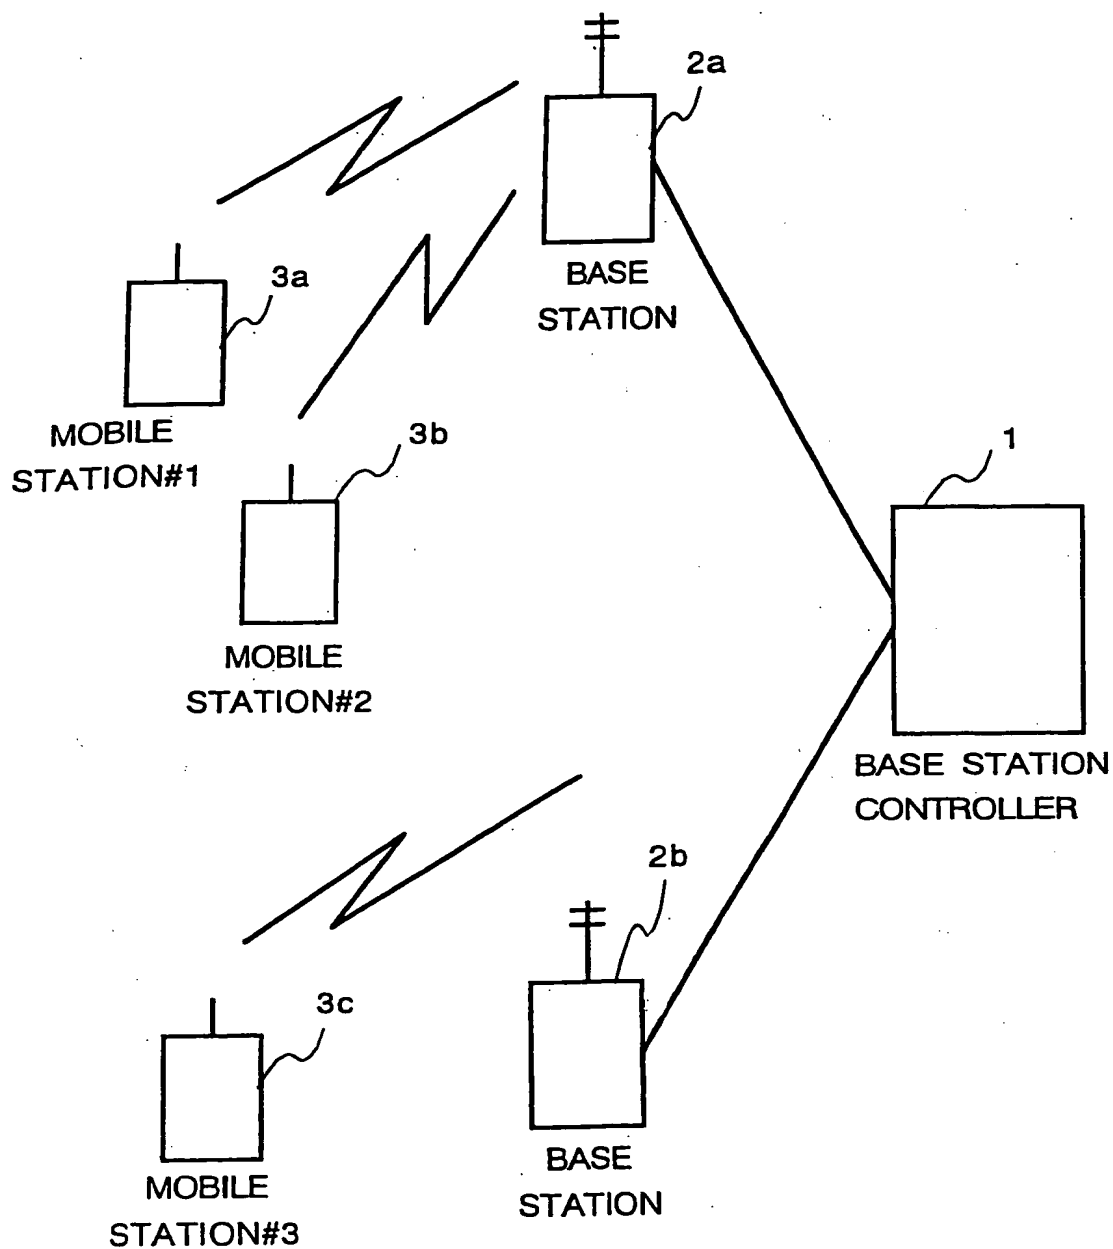 2a
BASE
STATION
3a
MOBILE
STATION#1
3b
MOBILE
STATION#2
1
BASE STATION
CONTROLLER
2b
BASE
STATION
3c
MOBILE
STATION#3